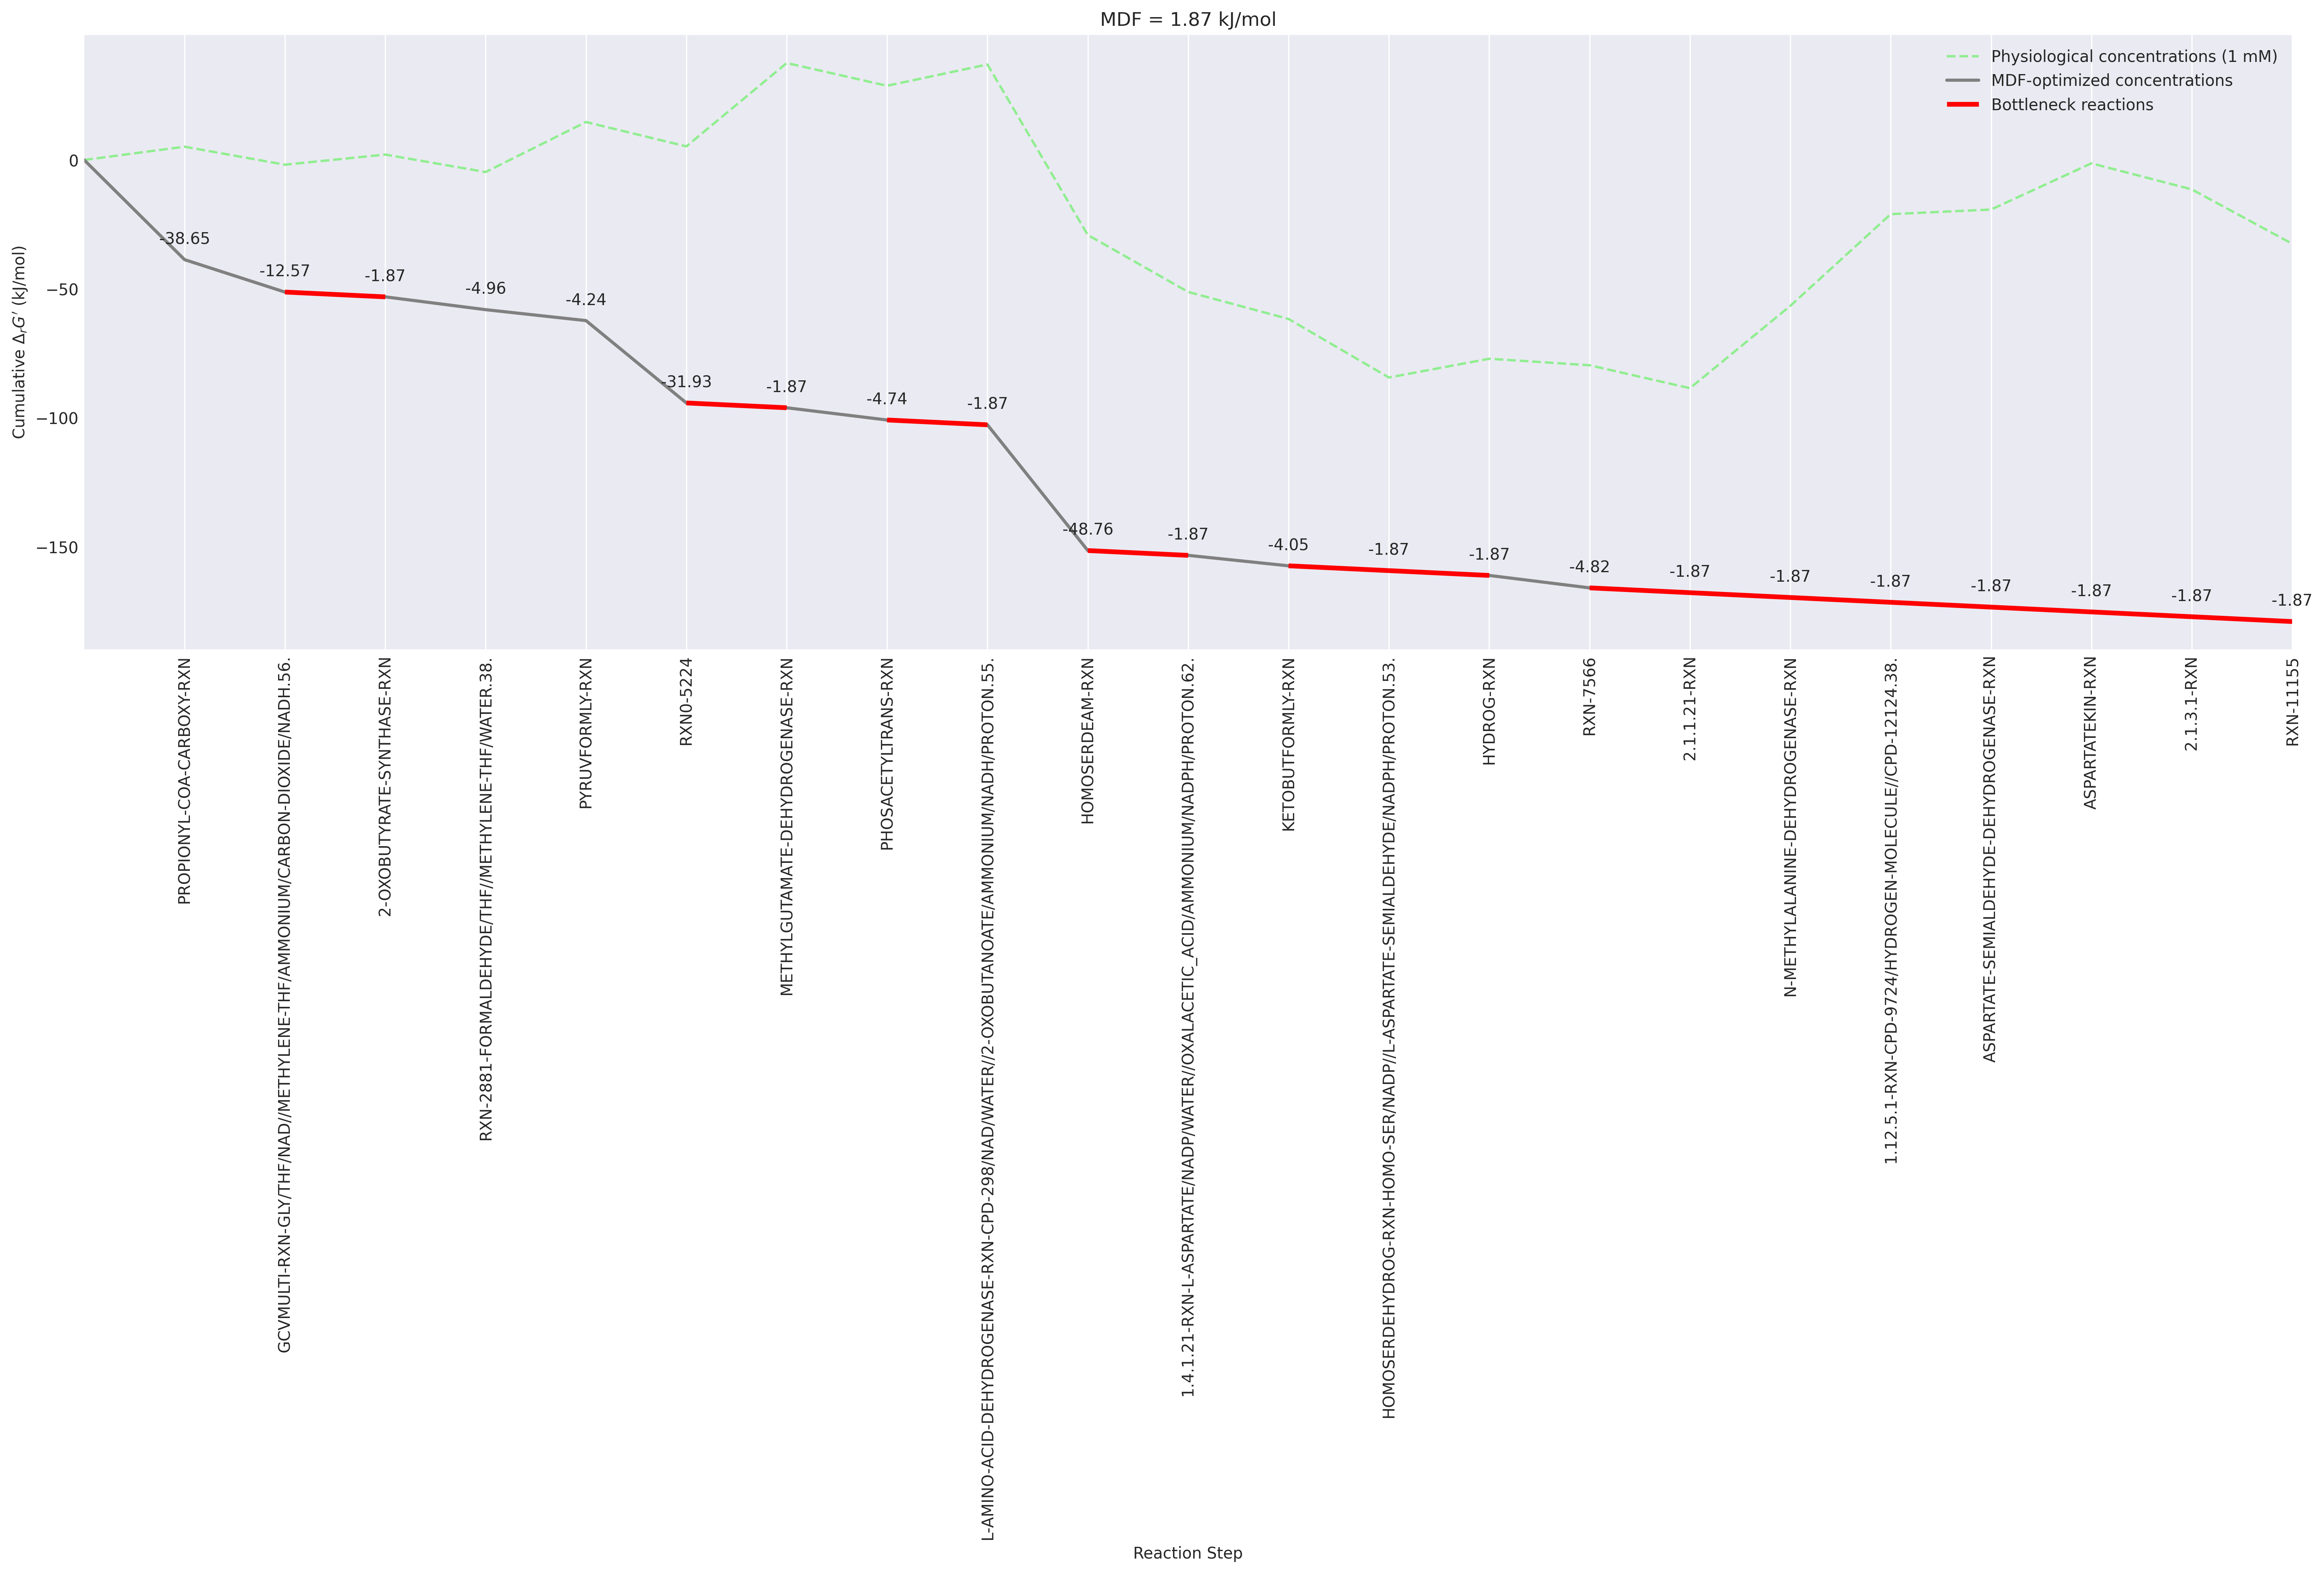 MDF = 1.87 kJ/mol
Physiological concentrations (1 mM)
MDF-optimized concentrations
Bottleneck reactions
Cumulative ΔrG′ (kJ/mol)
0
−50
−100
−150
-38.65
-12.57
-1.87
-4.96
-4.24
-31.93
-1.87
-4.74
-1.87
-48.76
-1.87
-4.05
-1.87
-1.87
-4.82
-1.87
-1.87
-1.87
-1.87
-1.87
-1.87
-1.87
PROPIONYL-COA-CARBOXY-RXN
GCVMULTI-RXN-GLY/THF/NAD//METHYLENE-THF/AMMONIUM/CARBON-DIOXIDE/NADH.56.
2-OXOBUTYRATE-SYNTHASE-RXN
RXN-2881-FORMALDEHYDE/THF//METHYLENE-THF/WATER.38.
PYRUVFORMLY-RXN
RXN0-5224
METHYLGUTAMATE-DEHYDROGENASE-RXN
PHOSACETYLTRANS-RXN
L-AMINO-ACID-DEHYDROGENASE-RXN-CPD-298/NAD/WATER//2-OXOBUTANOATE/AMMONIUM/NADH/PROTON.55.
HOMOSERDEAM-RXN
1.4.1.21-RXN-L-ASPARTATE/NADP/WATER//OXALACETIC_ACID/AMMONIUM/NADPH/PROTON.62.
KETOBUTFORMLY-RXN
HOMOSERDEHYDROG-RXN-HOMO-SER/NADP//L-ASPARTATE-SEMIALDEHYDE/NADPH/PROTON.53.
HYDROG-RXN
RXN-7566
2.1.1.21-RXN
N-METHYLALANINE-DEHYDROGENASE-RXN
1.12.5.1-RXN-CPD-9724/HYDROGEN-MOLECULE//CPD-12124.38.
ASPARTATE-SEMIALDEHYDE-DEHYDROGENASE-RXN
ASPARTATEKIN-RXN
2.1.3.1-RXN
RXN-11155
Reaction Step